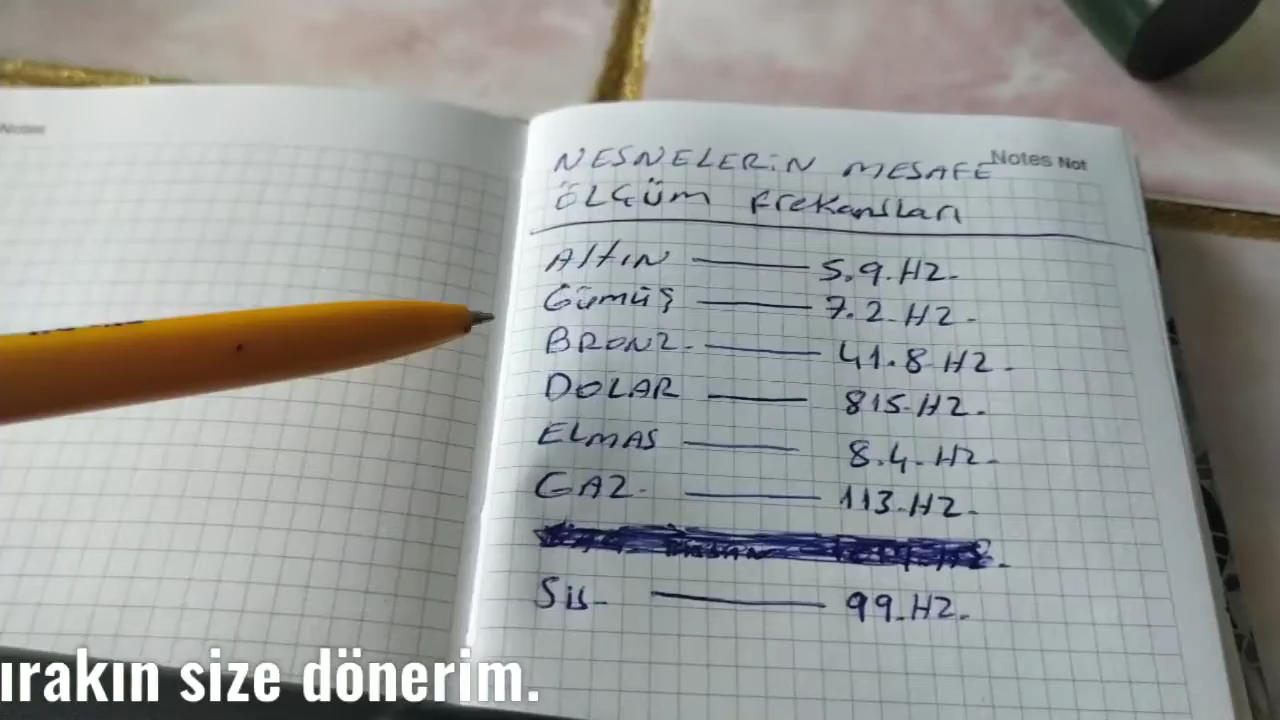 Notes
Notes Not
NESNELERİN MESAFE
ÖLÇÜM frekansları
Altın — 5.9.HZ-
Gümüş — 7.2-HZ-
BRONZ- — 41.8-HZ-
DOLAR — 815-HZ-
ELMAS — 8.4-HZ-
GAZ- — 113-HZ-
Sis- — 99-HZ-
ırakın size dönerim.